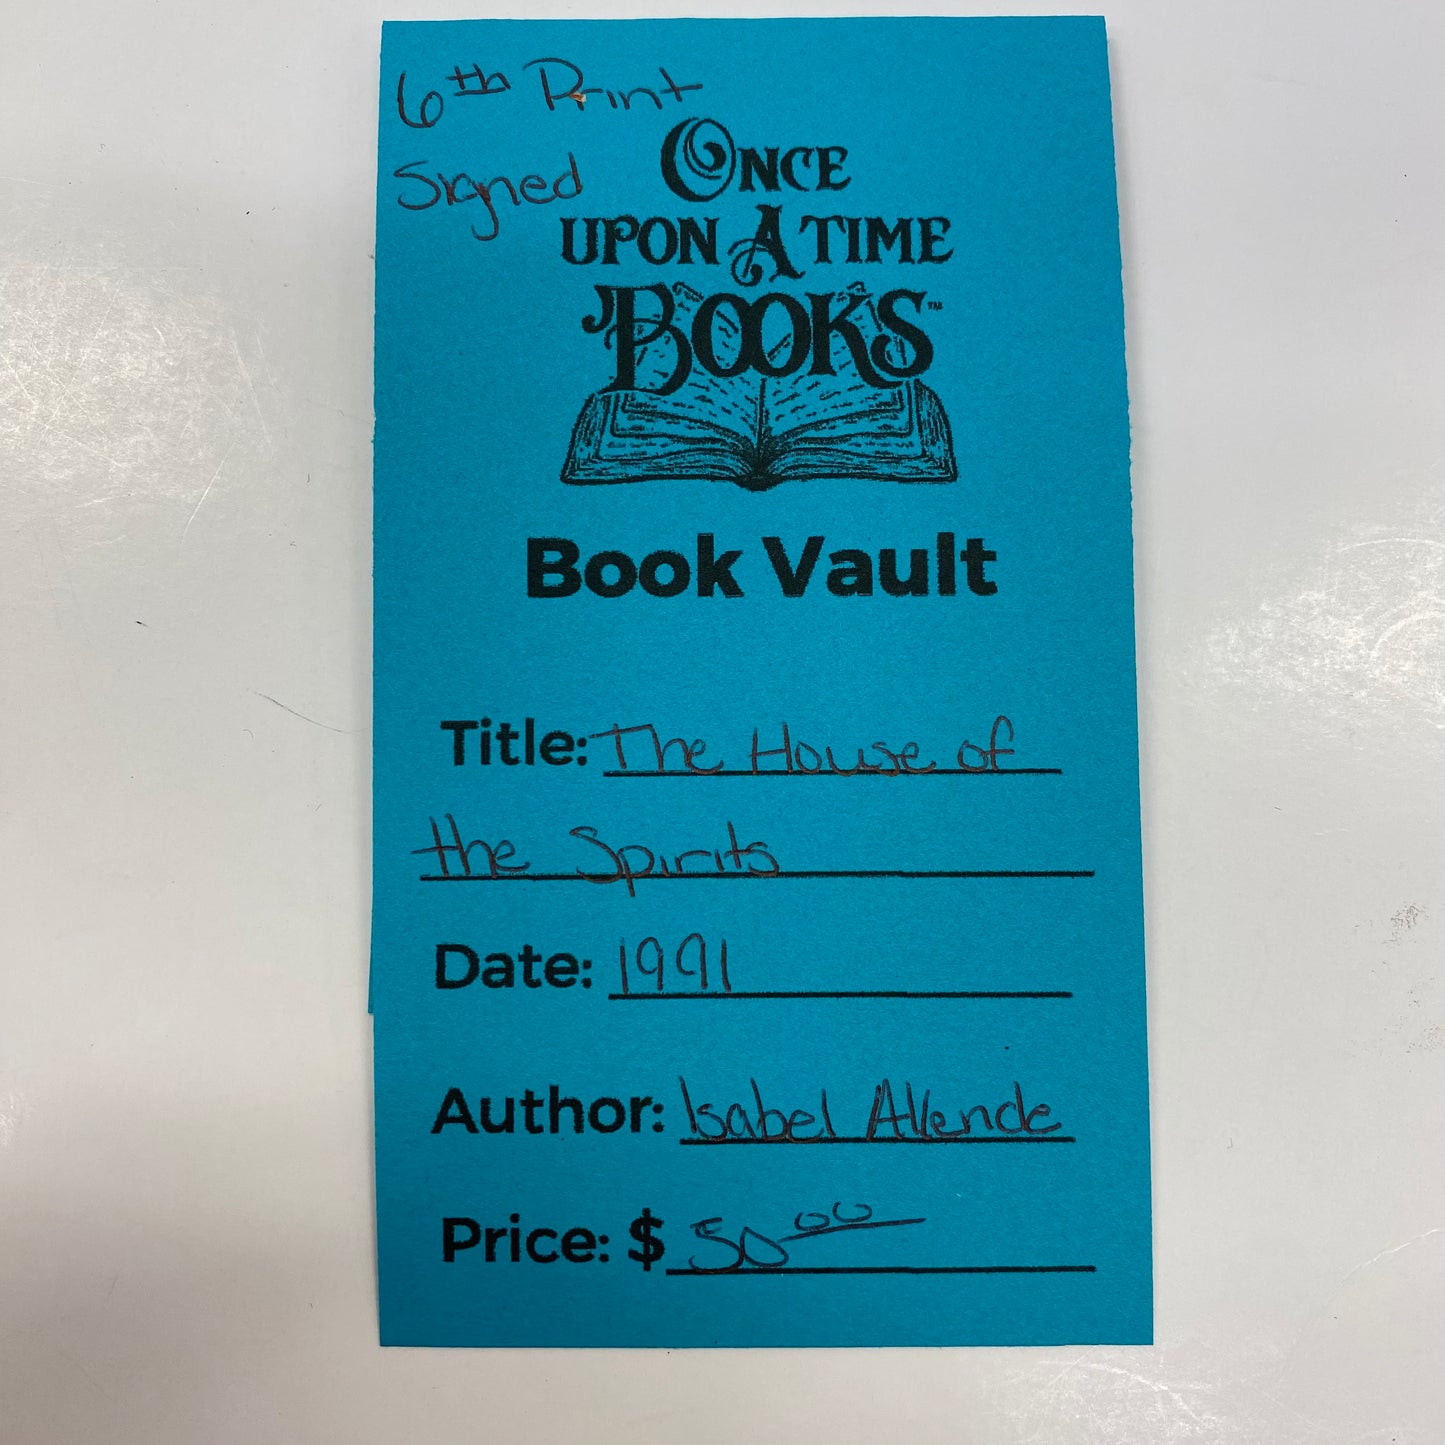 6th Print
Signed
ONCE
UPON A TIME
BOOKS™
Book Vault
Title: The House of
the Spirits
Date: 1991
Author: Isabel Allende
Price: $ 50.00